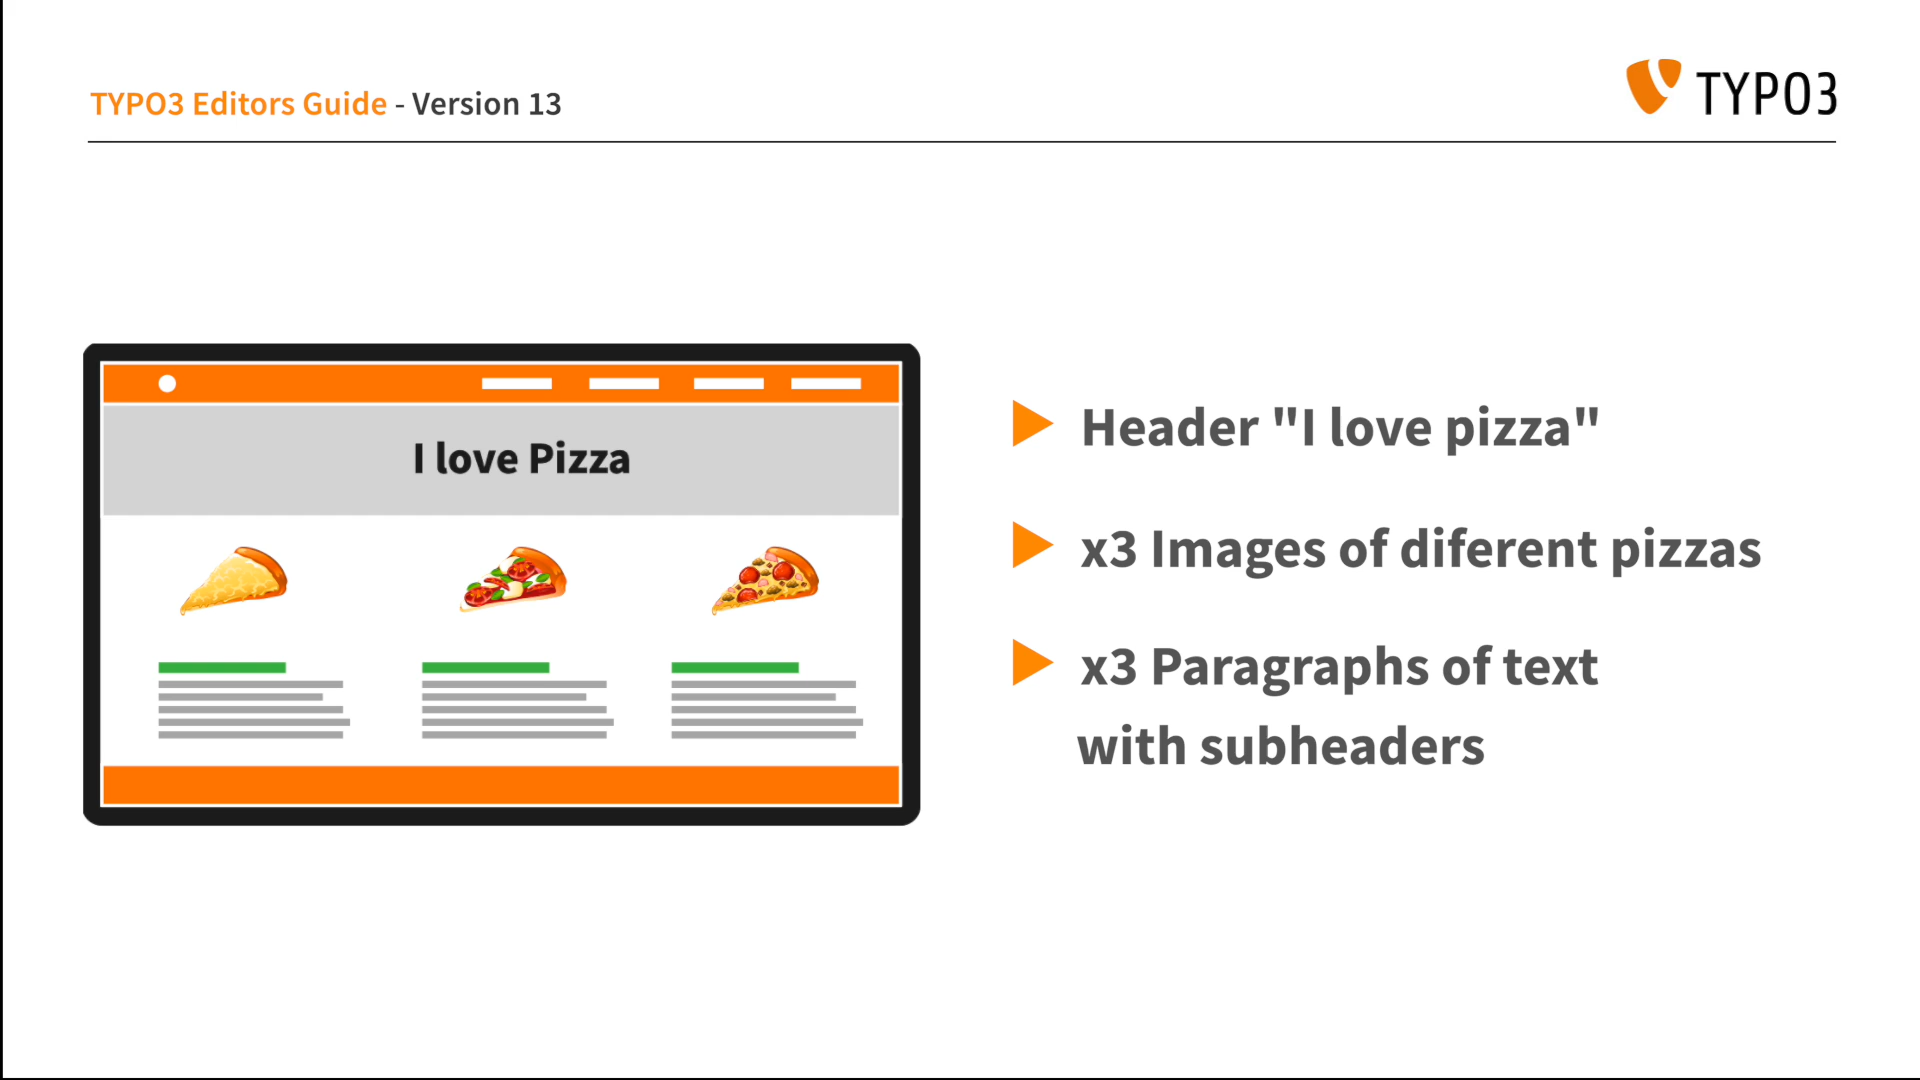 TYPO3 Editors Guide - Version 13
TYPO3
I love Pizza
Header "I love pizza"
x3 Images of diferent pizzas
x3 Paragraphs of text
with subheaders